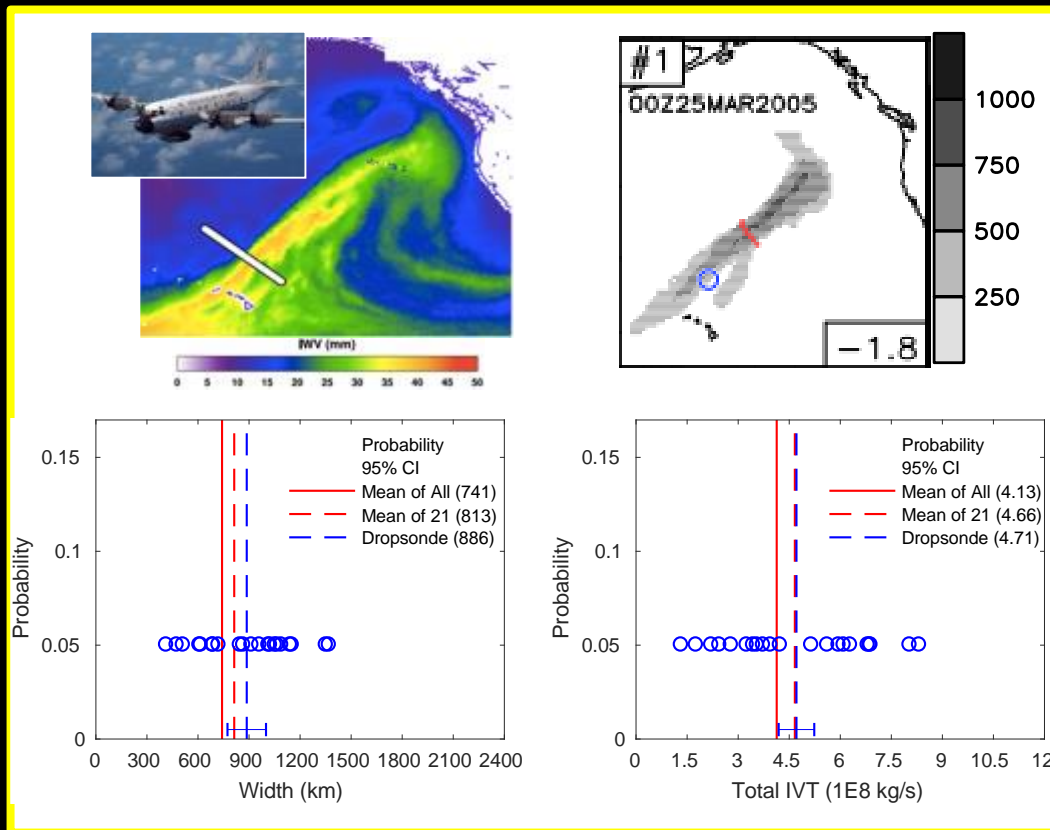 IWV (mm)
0 5 10 15 20 25 30 35 40 45 50
#1
00Z25MAR2005
-1.8
1000
750
500
250
Probability
0.15
0.1
0.05
0
Probability
95% CI
Mean of All (741)
Mean of 21 (813)
Dropsonde (886)
0 300 600 900 1200 1500 1800 2100 2400
Width (km)
Probability
0.15
0.1
0.05
0
Probability
95% CI
Mean of All (4.13)
Mean of 21 (4.66)
Dropsonde (4.71)
0 1.5 3 4.5 6 7.5 9 10.5 12
Total IVT (1E8 kg/s)